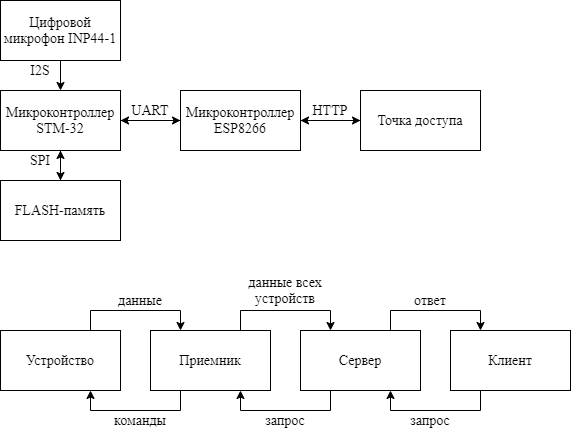 Цифровой
микрофон INP44-1
I2S
Микроконтроллер
STM-32
UART
Микроконтроллер
ESP8266
HTTP
Точка доступа
SPI
FLASH-память
данные
данные всех
устройств
ответ
Устройство
Приемник
Сервер
Клиент
команды
запрос
запрос